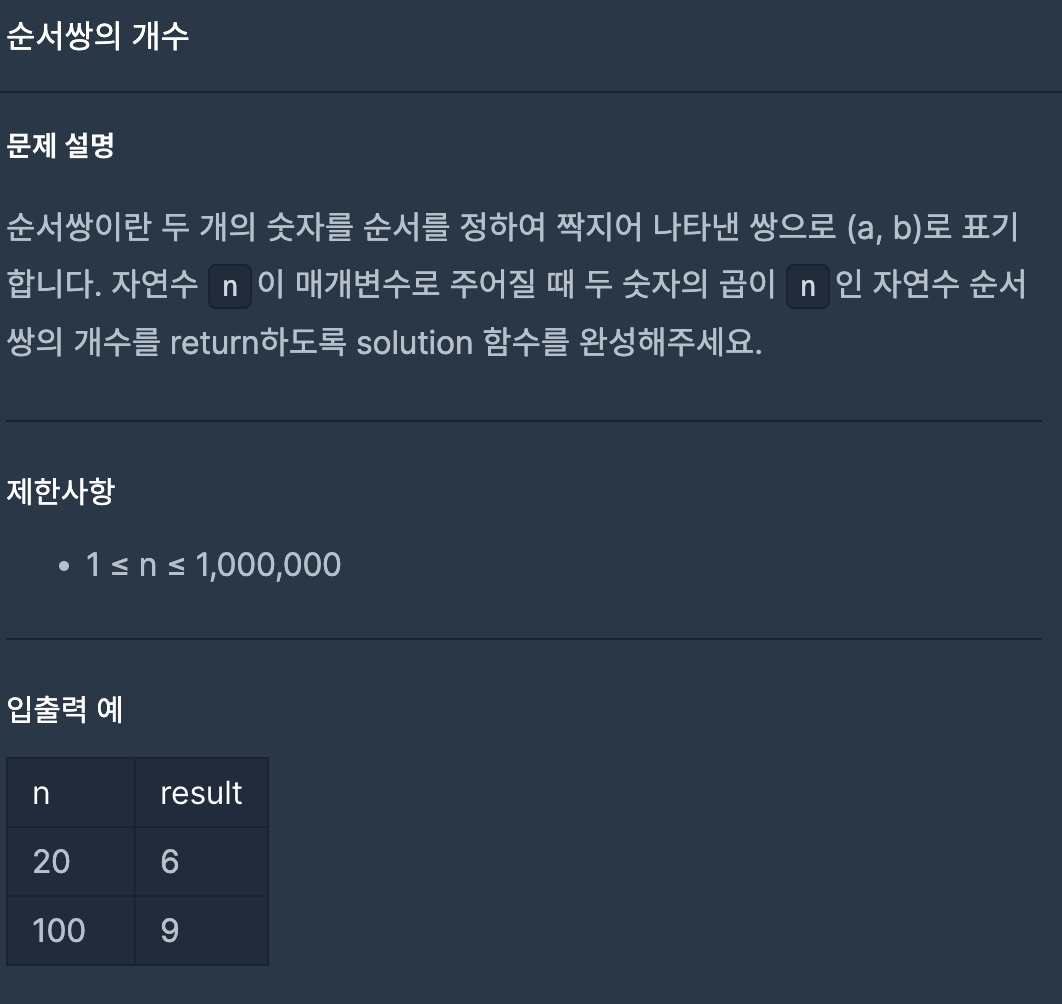 순서쌍의 개수
문제 설명
순서쌍이란 두 개의 숫자를 순서를 정하여 짝지어 나타낸 쌍으로 (a, b)로 표기
합니다. 자연수 n 이 매개변수로 주어질 때 두 숫자의 곱이 n 인 자연수 순서
쌍의 개수를 return하도록 solution 함수를 완성해주세요.
제한사항
• 1 ≤ n ≤ 1,000,000
입출력 예
n result
20 6
100 9